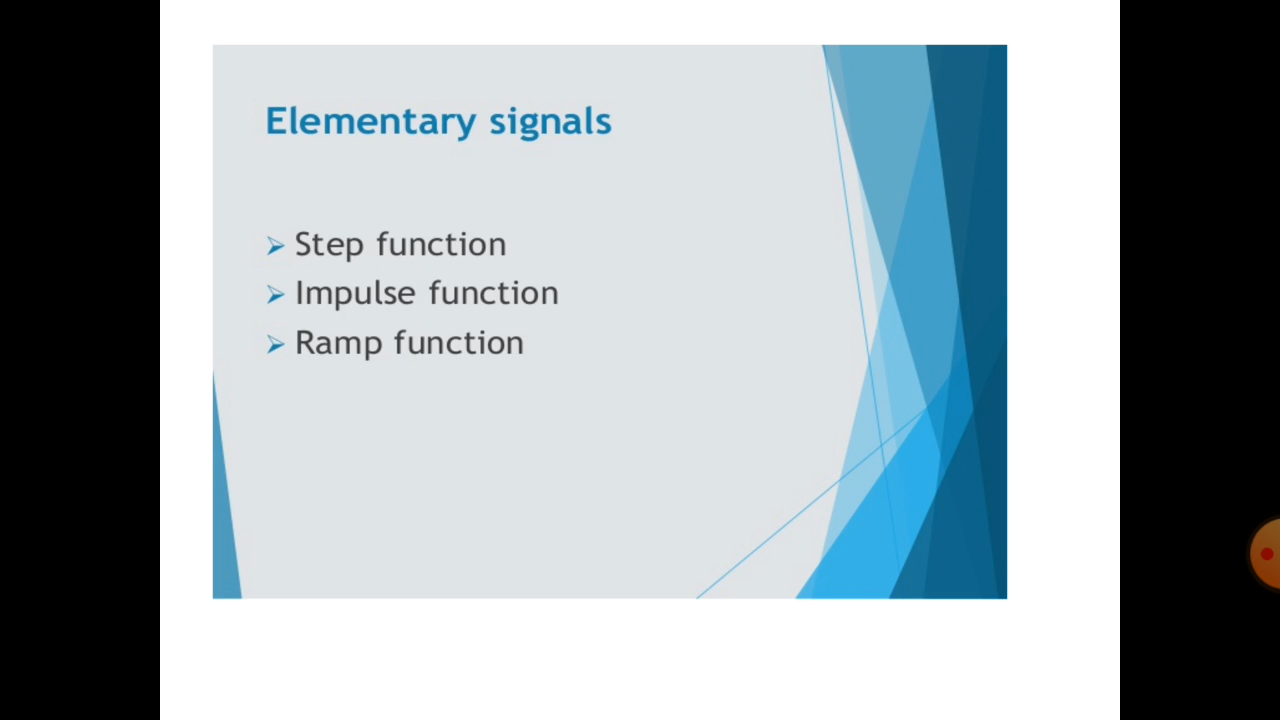 Elementary signals
Step function
Impulse function
Ramp function